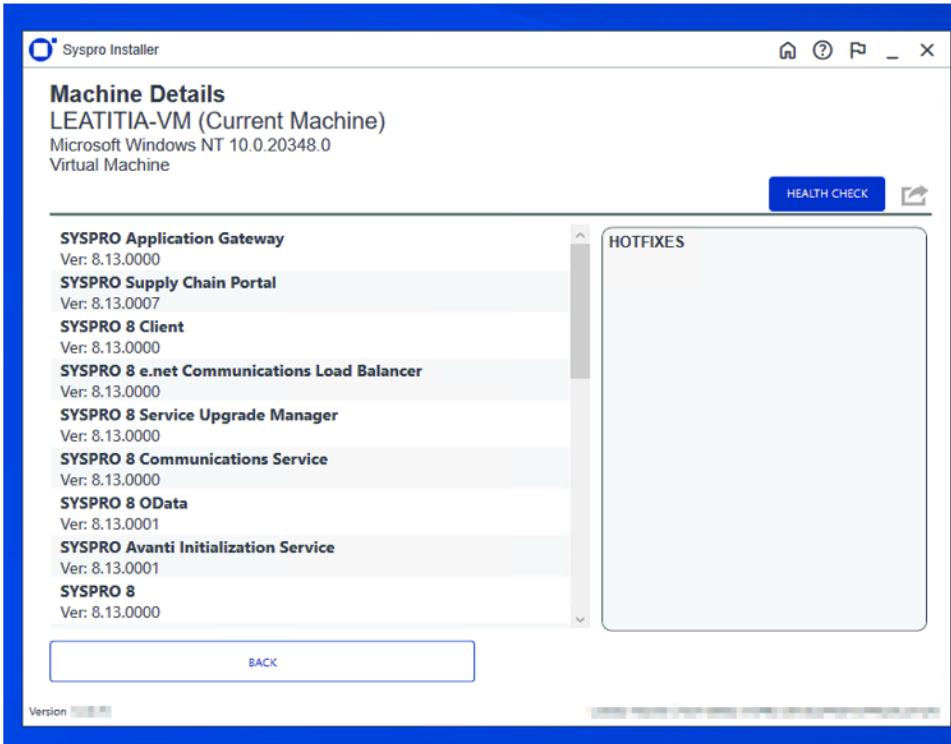 Syspro Installer
Machine Details
LEATITIA-VM (Current Machine)
Microsoft Windows NT 10.0.20348.0
Virtual Machine
HEALTH CHECK
SYSPRO Application Gateway
Ver: 8.13.0000
SYSPRO Supply Chain Portal
Ver: 8.13.0007
SYSPRO 8 Client
Ver: 8.13.0000
SYSPRO 8 e.net Communications Load Balancer
Ver: 8.13.0000
SYSPRO 8 Service Upgrade Manager
Ver: 8.13.0000
SYSPRO 8 Communications Service
Ver: 8.13.0000
SYSPRO 8 OData
Ver: 8.13.0001
SYSPRO Avanti Initialization Service
Ver: 8.13.0001
SYSPRO 8
Ver: 8.13.0000
HOTFIXES
BACK
Version